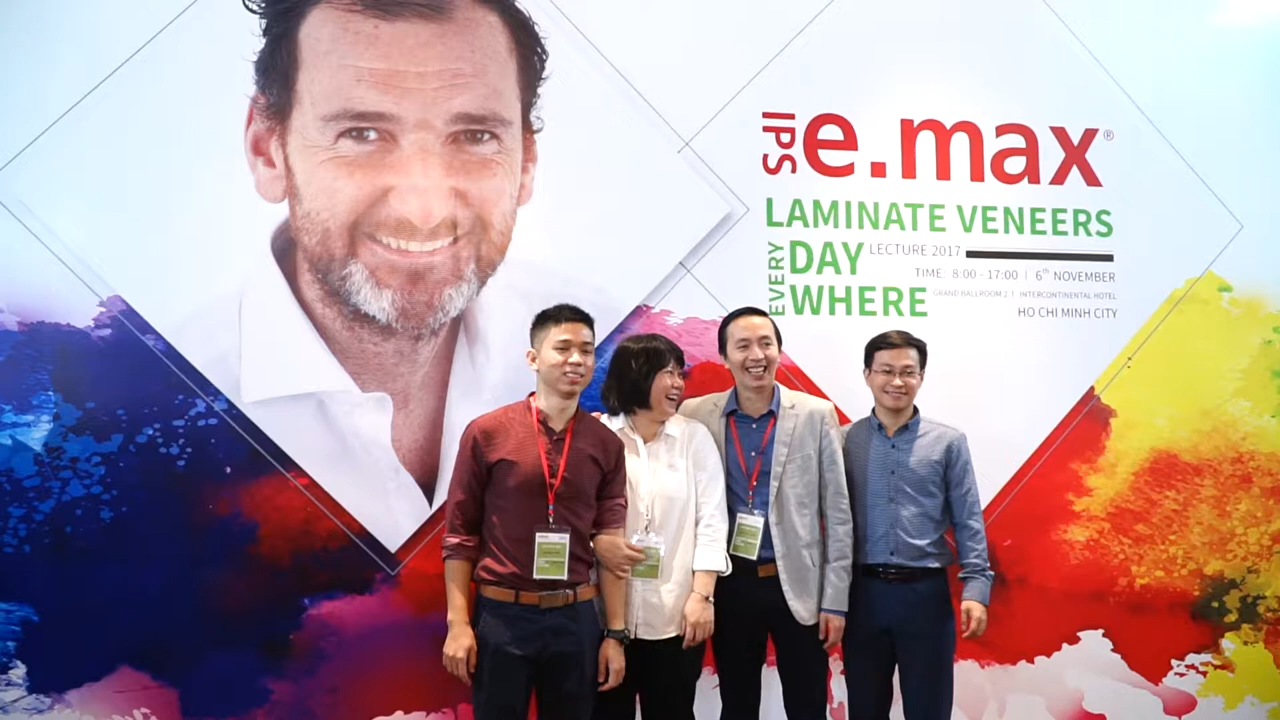 IPS
e.max®
LAMINATE VENEERS
EVERY
DAY
WHERE
LECTURE 2017
TIME: 8:00 - 17:00 | 6th NOVEMBER
GRAND BALLROOM 2 | INTERCONTINENTAL HOTEL
HO CHI MINH CITY